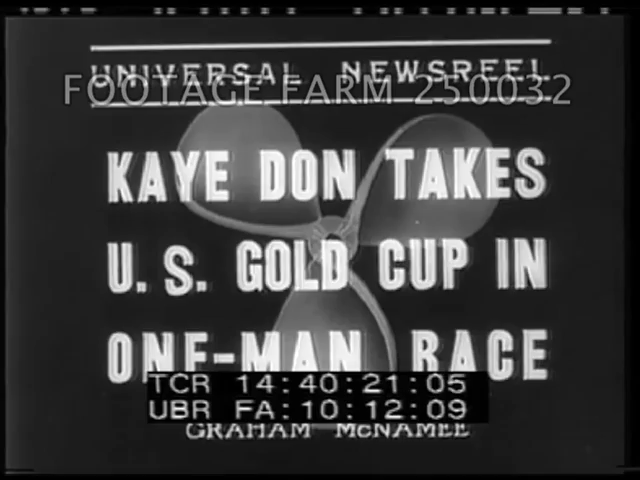 UNIVERSAL NEWSREEL
FOOTAGE FARM 250032
KAYE DON TAKES
U. S. GOLD CUP IN
ONE-MAN RACE
TCR 14:40:21:05
UBR FA:10:12:09
GRAHAM McNAMEE